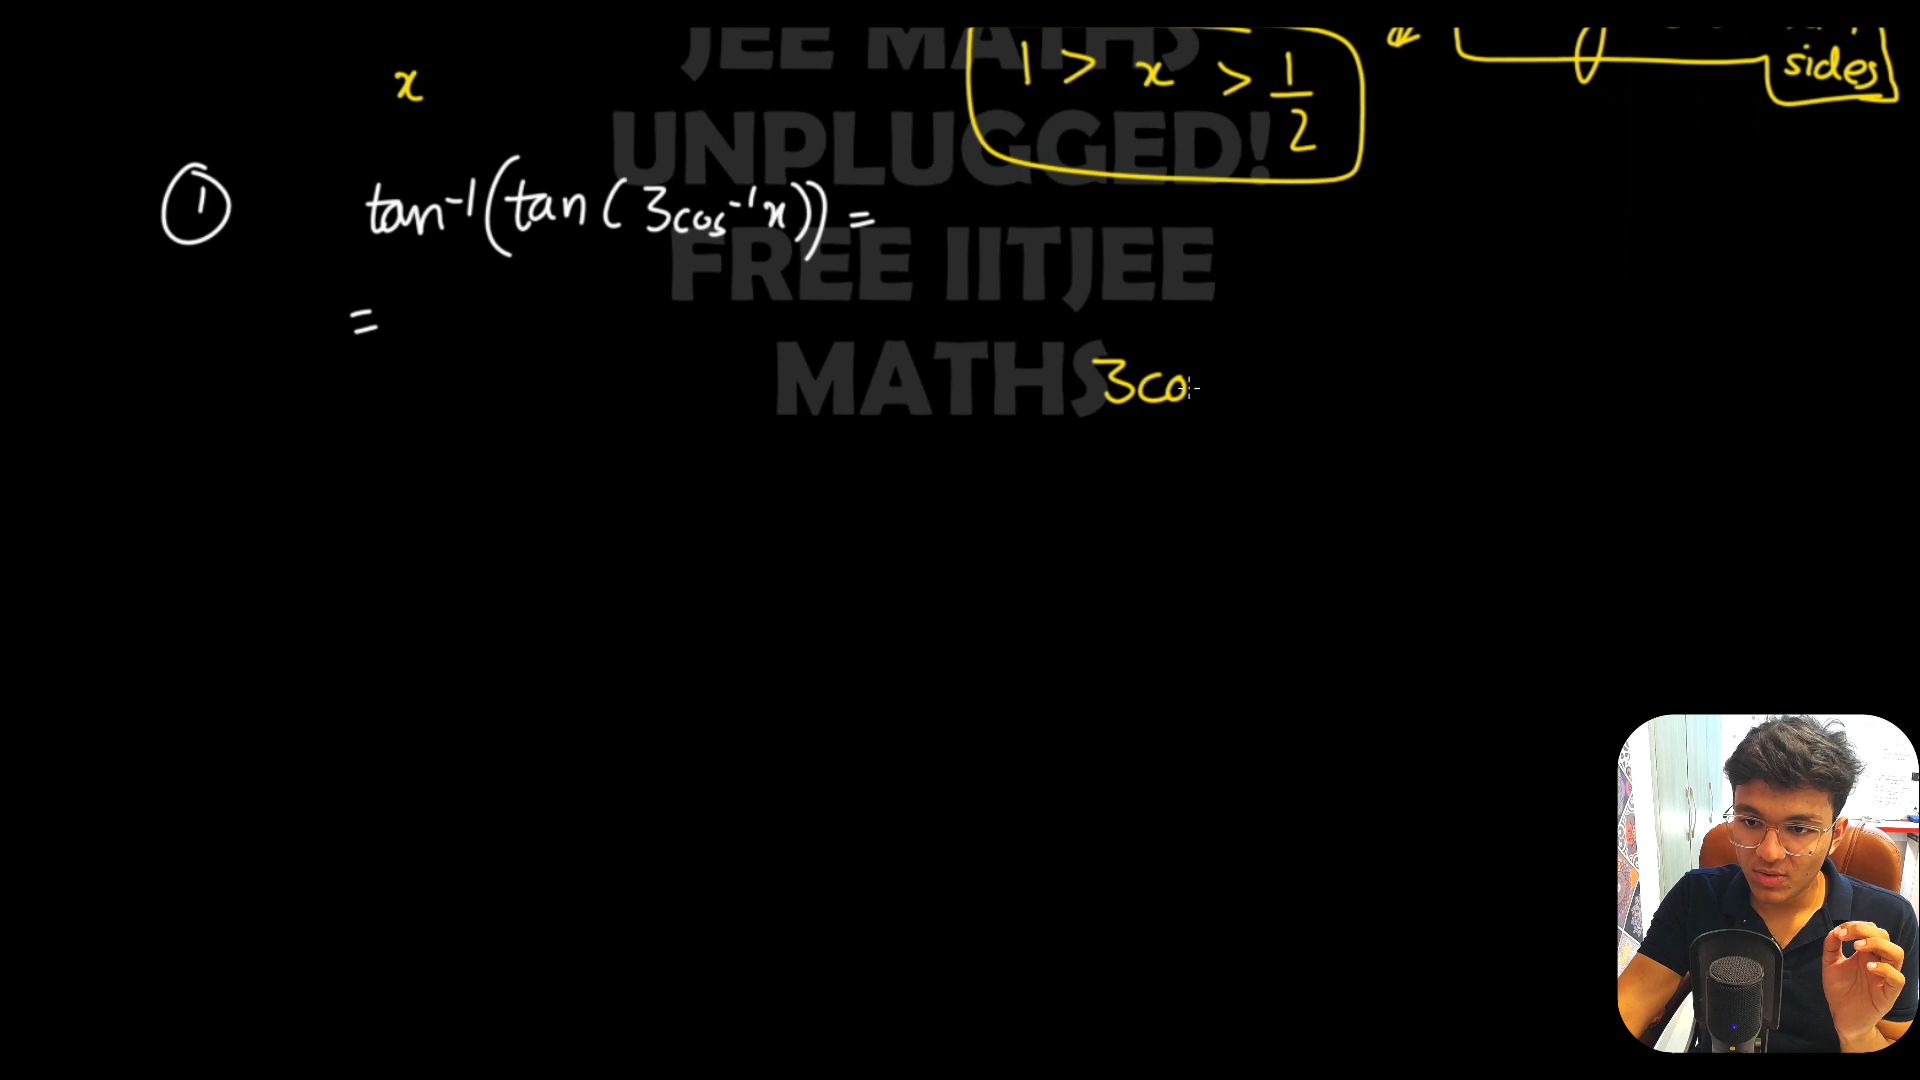 JEE MATHS
UNPLUGGED!
FREE IITJEE
MATHS
1 > x > 1/2
sides
x
① tan⁻¹(tan(3cos⁻¹x)) =
=
3co